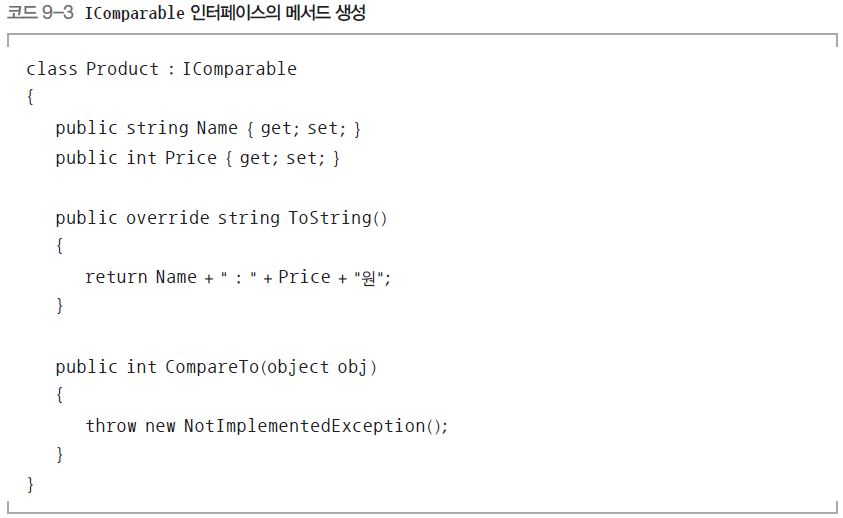 코드 9-3 IComparable 인터페이스의 메서드 생성
class Product : IComparable
{
public string Name { get; set; }
public int Price { get; set; }
public override string ToString()
{
return Name + " : " + Price + "원";
}
public int CompareTo(object obj)
{
throw new NotImplementedException();
}
}